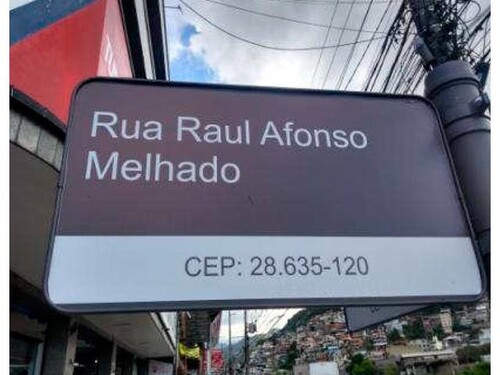 Rua Raul Afonso
Melhado
CEP: 28.635-120